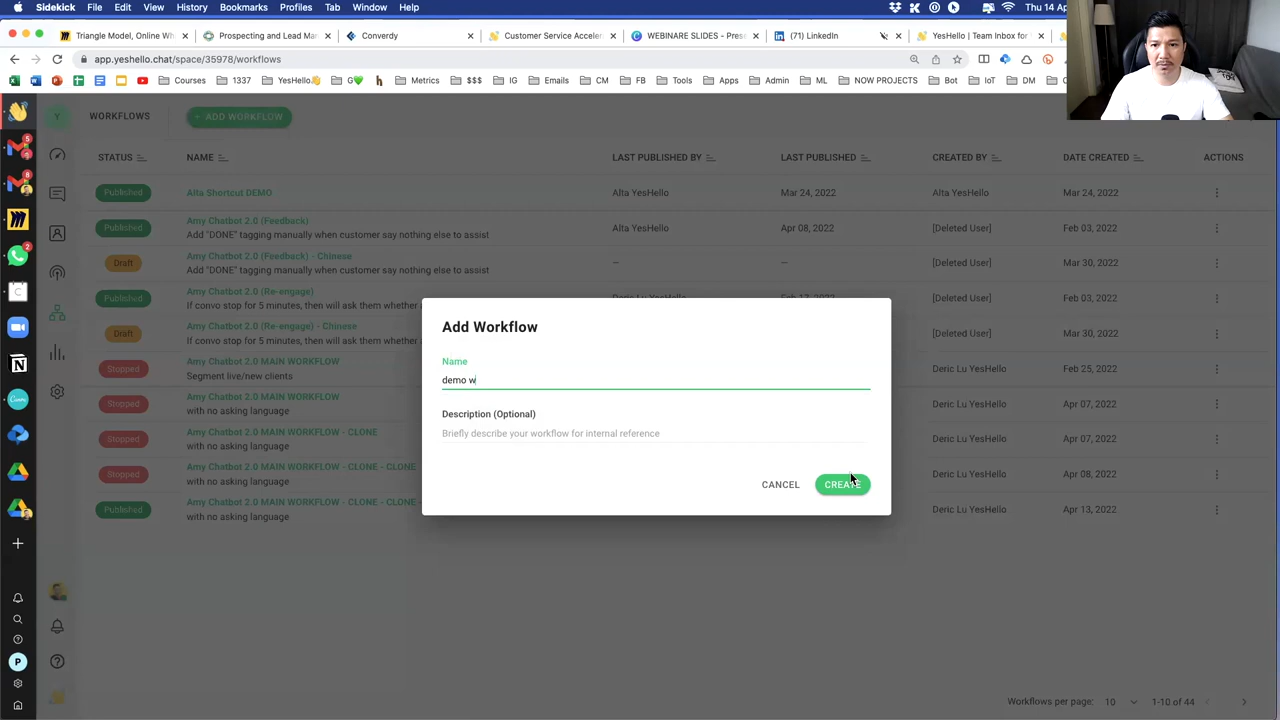 Sidekick File Edit View History Bookmarks Profiles Tab Window Help
Thu 14 Ap
Triangle Model, Online Wh
Prospecting and Lead Mar
Converdy
Customer Service Acceler
WEBINARE SLIDES - Pres
(71) LinkedIn
YesHello | Team Inbox for
app.yeshello.chat/space/35978/workflows
Courses 1337 YesHello Metrics $$$ IG Emails CM FB Tools Apps Admin ML NOW PROJECTS Bot IoT DM
Y WORKFLOWS + ADD WORKFLOW
STATUS NAME LAST PUBLISHED BY LAST PUBLISHED CREATED BY DATE CREATED ACTIONS
Published Alta Shortcut DEMO Alta YesHello Mar 24, 2022 Alta YesHello Mar 24, 2022
Amy Chatbot 2.0 (Feedback)
Published Alta YesHello Apr 08, 2022 [Deleted User] Feb 03, 2022
Add "DONE" tagging manually when customer say nothing else to assist
Amy Chatbot 2.0 (Feedback) - Chinese
Draft – – [Deleted User] Mar 30, 2022
Add "DONE" tagging manually when customer say nothing else to assist
Amy Chatbot 2.0 (Re-engage)
Published [Deleted User] Feb 03, 2022
If convo stop for 5 minutes, then will ask them whether
Amy Chatbot 2.0 (Re-engage) - Chinese
Draft [Deleted User] Mar 30, 2022
If convo stop for 5 minutes, then will ask them whether
Amy Chatbot 2.0 MAIN WORKFLOW
Stopped Deric Lu YesHello Feb 25, 2022
Segment live/new clients
Amy Chatbot 2.0 MAIN WORKFLOW
Stopped Deric Lu YesHello Apr 07, 2022
with no asking language
Amy Chatbot 2.0 MAIN WORKFLOW - CLONE
Stopped Deric Lu YesHello Apr 07, 2022
with no asking language
Amy Chatbot 2.0 MAIN WORKFLOW - CLONE - CLONE
Stopped Deric Lu YesHello Apr 08, 2022
with no asking language
Amy Chatbot 2.0 MAIN WORKFLOW - CLONE - CLONE -
Published Deric Lu YesHello Apr 13, 2022
with no asking language
Add Workflow
Name
demo w
Description (Optional)
Briefly describe your workflow for internal reference
CANCEL CREATE
P
Workflows per page: 10 1-10 of 44